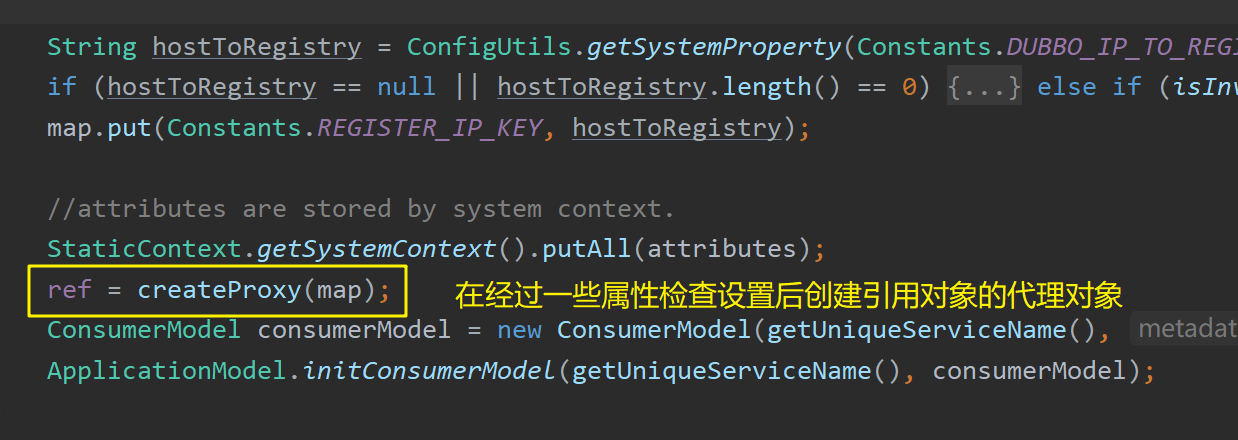 String hostToRegistry = ConfigUtils.getSystemProperty(Constants.DUBBO_IP_TO_REGI
if (hostToRegistry == null || hostToRegistry.length() == 0) {...} else if (isInv
map.put(Constants.REGISTER_IP_KEY, hostToRegistry);
//attributes are stored by system context.
StaticContext.getSystemContext().putAll(attributes);
ref = createProxy(map); 在经过一些属性检查设置后创建引用对象的代理对象
ConsumerModel consumerModel = new ConsumerModel(getUniqueServiceName(), metadat
ApplicationModel.initConsumerModel(getUniqueServiceName(), consumerModel);